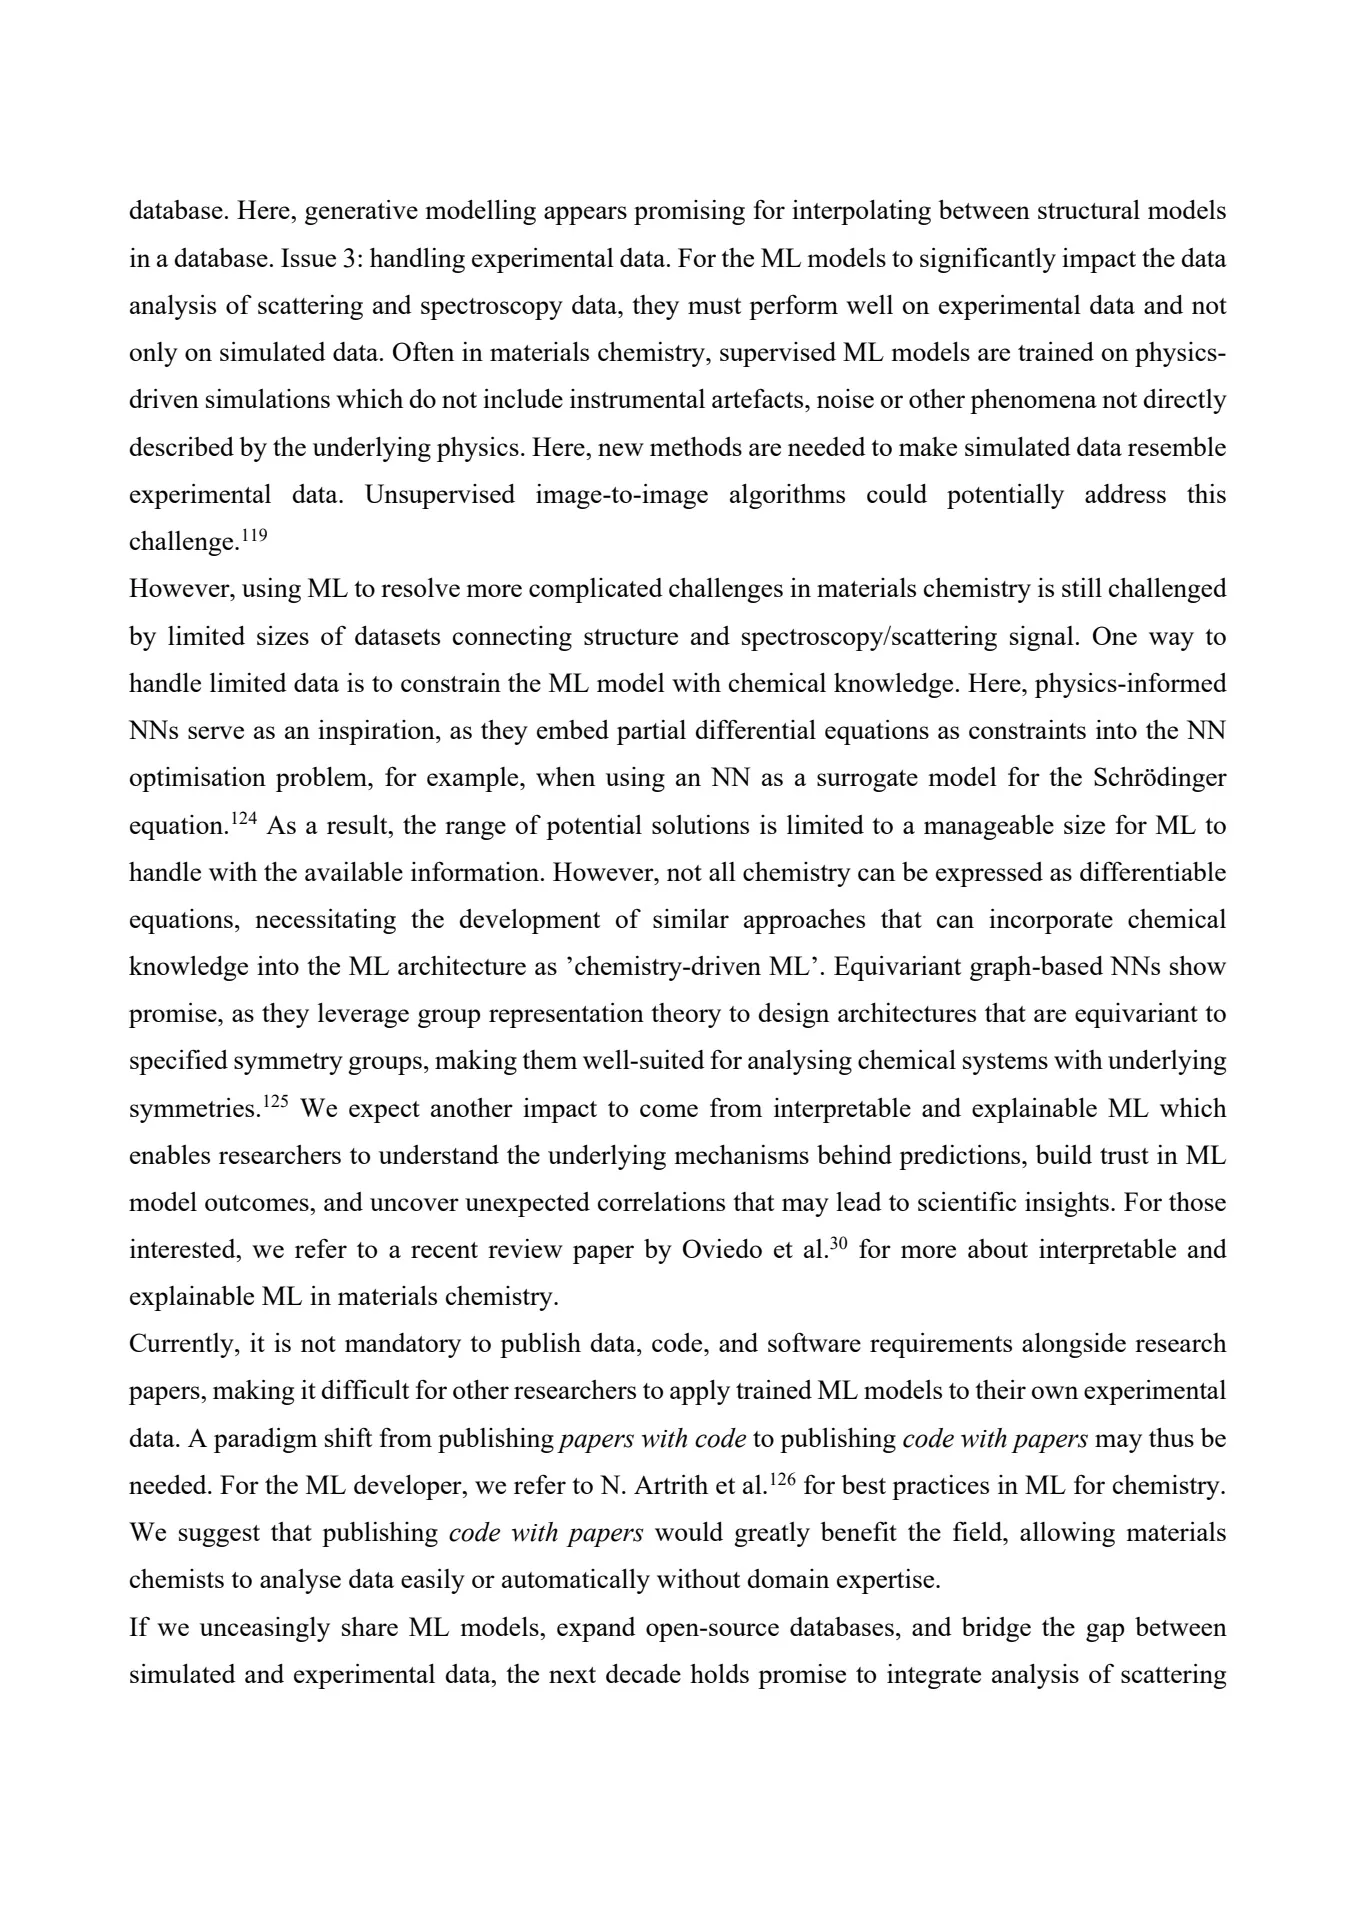 database. Here, generative modelling appears promising for interpolating between structural models
in a database. Issue 3: handling experimental data. For the ML models to significantly impact the data
analysis of scattering and spectroscopy data, they must perform well on experimental data and not
only on simulated data. Often in materials chemistry, supervised ML models are trained on physics-
driven simulations which do not include instrumental artefacts, noise or other phenomena not directly
described by the underlying physics. Here, new methods are needed to make simulated data resemble
experimental data. Unsupervised image-to-image algorithms could potentially address this
challenge.119
However, using ML to resolve more complicated challenges in materials chemistry is still challenged
by limited sizes of datasets connecting structure and spectroscopy/scattering signal. One way to
handle limited data is to constrain the ML model with chemical knowledge. Here, physics-informed
NNs serve as an inspiration, as they embed partial differential equations as constraints into the NN
optimisation problem, for example, when using an NN as a surrogate model for the Schrödinger
equation.124 As a result, the range of potential solutions is limited to a manageable size for ML to
handle with the available information. However, not all chemistry can be expressed as differentiable
equations, necessitating the development of similar approaches that can incorporate chemical
knowledge into the ML architecture as ’chemistry-driven ML’. Equivariant graph-based NNs show
promise, as they leverage group representation theory to design architectures that are equivariant to
specified symmetry groups, making them well-suited for analysing chemical systems with underlying
symmetries.125 We expect another impact to come from interpretable and explainable ML which
enables researchers to understand the underlying mechanisms behind predictions, build trust in ML
model outcomes, and uncover unexpected correlations that may lead to scientific insights. For those
interested, we refer to a recent review paper by Oviedo et al.30 for more about interpretable and
explainable ML in materials chemistry.
Currently, it is not mandatory to publish data, code, and software requirements alongside research
papers, making it difficult for other researchers to apply trained ML models to their own experimental
data. A paradigm shift from publishing papers with code to publishing code with papers may thus be
needed. For the ML developer, we refer to N. Artrith et al.126 for best practices in ML for chemistry.
We suggest that publishing code with papers would greatly benefit the field, allowing materials
chemists to analyse data easily or automatically without domain expertise.
If we unceasingly share ML models, expand open-source databases, and bridge the gap between
simulated and experimental data, the next decade holds promise to integrate analysis of scattering